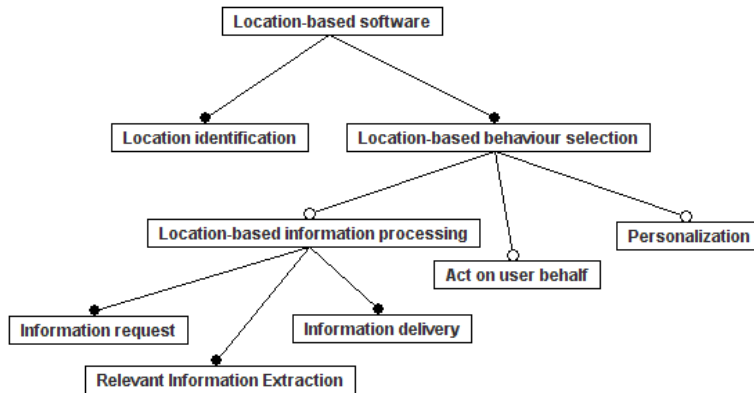 Location-based software
Location identification
Location-based behaviour selection
Location-based information processing
Personalization
Act on user behalf
Information request
Information delivery
Relevant Information Extraction